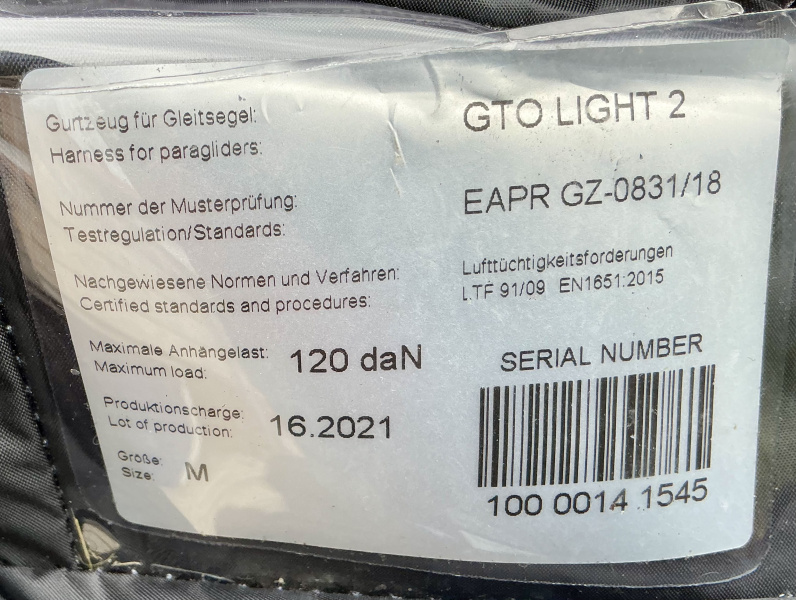 Gurtzeug für Gleitsegel:
Harness for paragliders:
GTO LIGHT 2
Nummer der Musterprüfung:
Testregulation/Standards:
EAPR GZ-0831/18
Nachgewiesene Normen und Verfahren:
Certified standards and procedures:
Lufttüchtigkeitsforderungen
LTF 91/09 EN1651:2015
Maximale Anhängelast:
Maximum load:
120 daN
Produktionscharge:
Lot of production:
16.2021
Größe:
Size:
M
SERIAL NUMBER
100 0014 1545